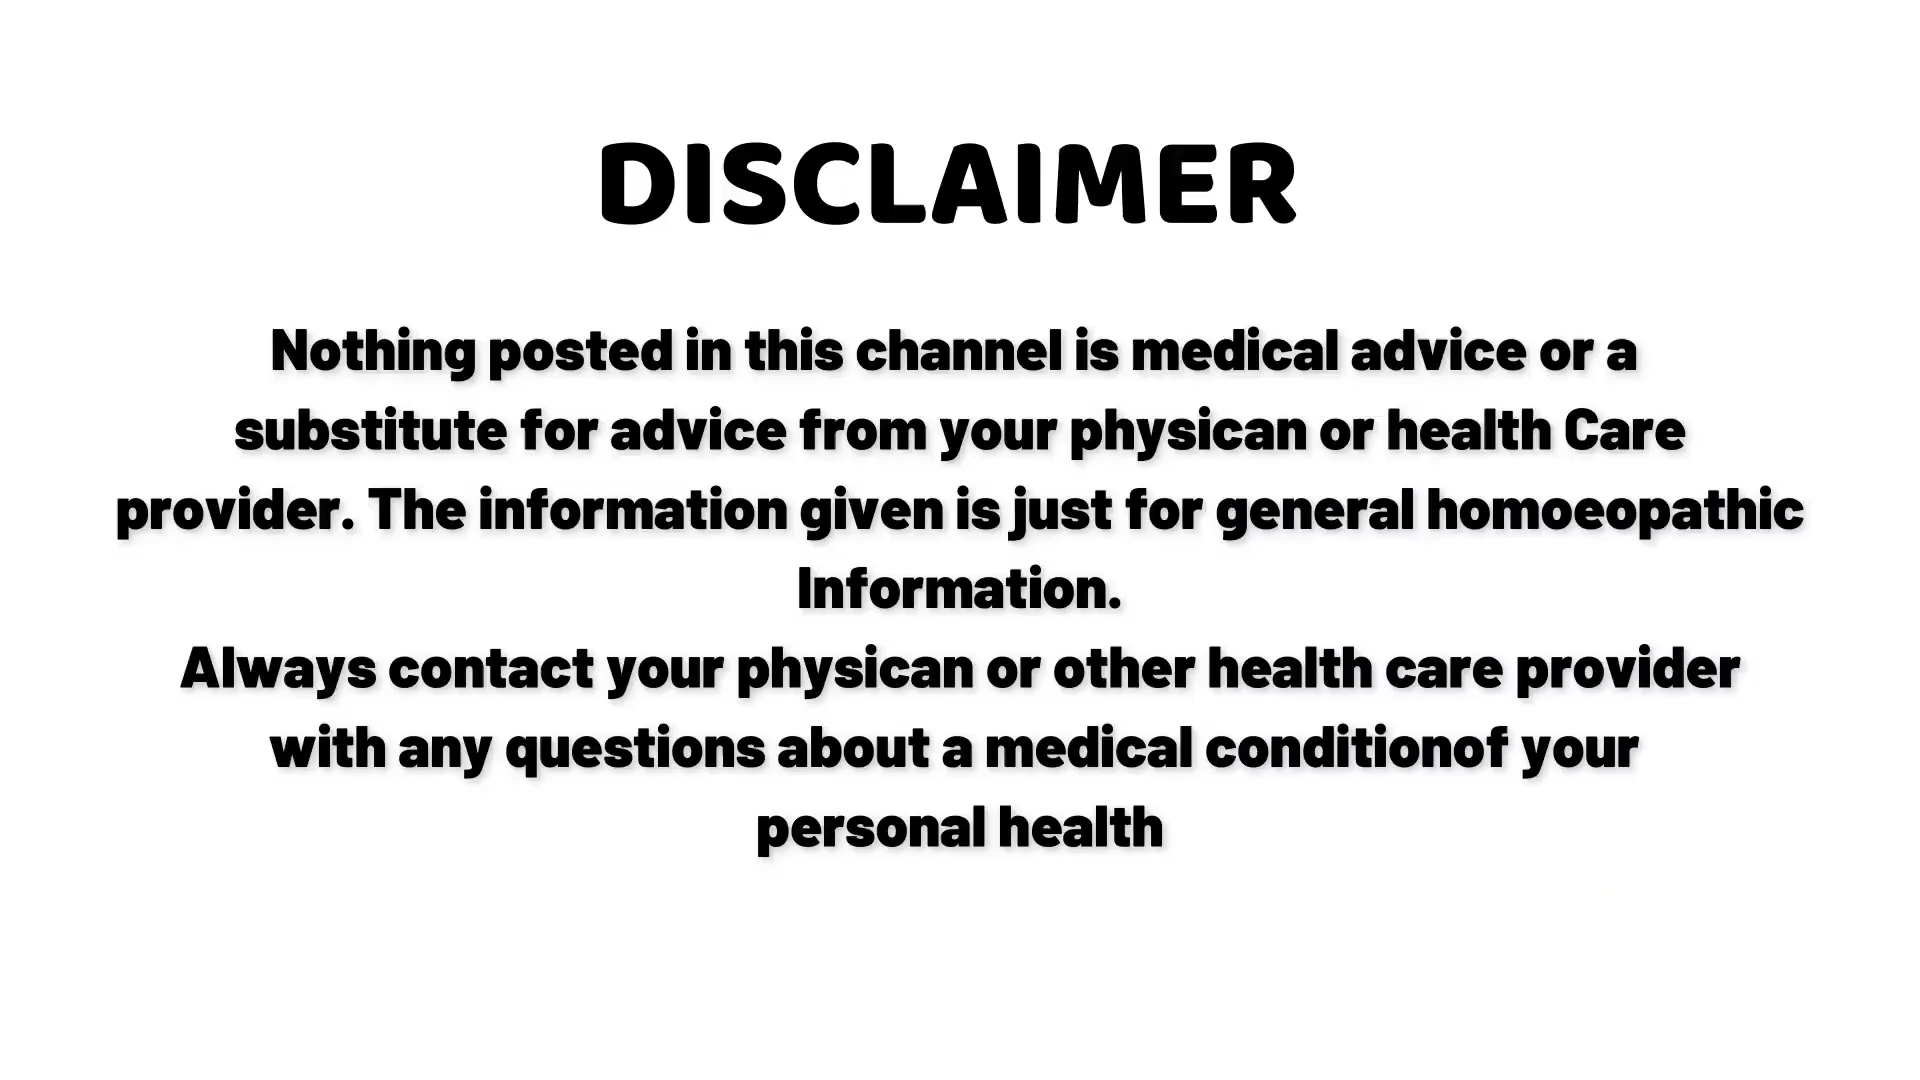 DISCLAIMER
Nothing posted in this channel is medical advice or a
substitute for advice from your physican or health Care
provider. The information given is just for general homoeopathic
Information.
Always contact your physican or other health care provider
with any questions about a medical conditionof your
personal health